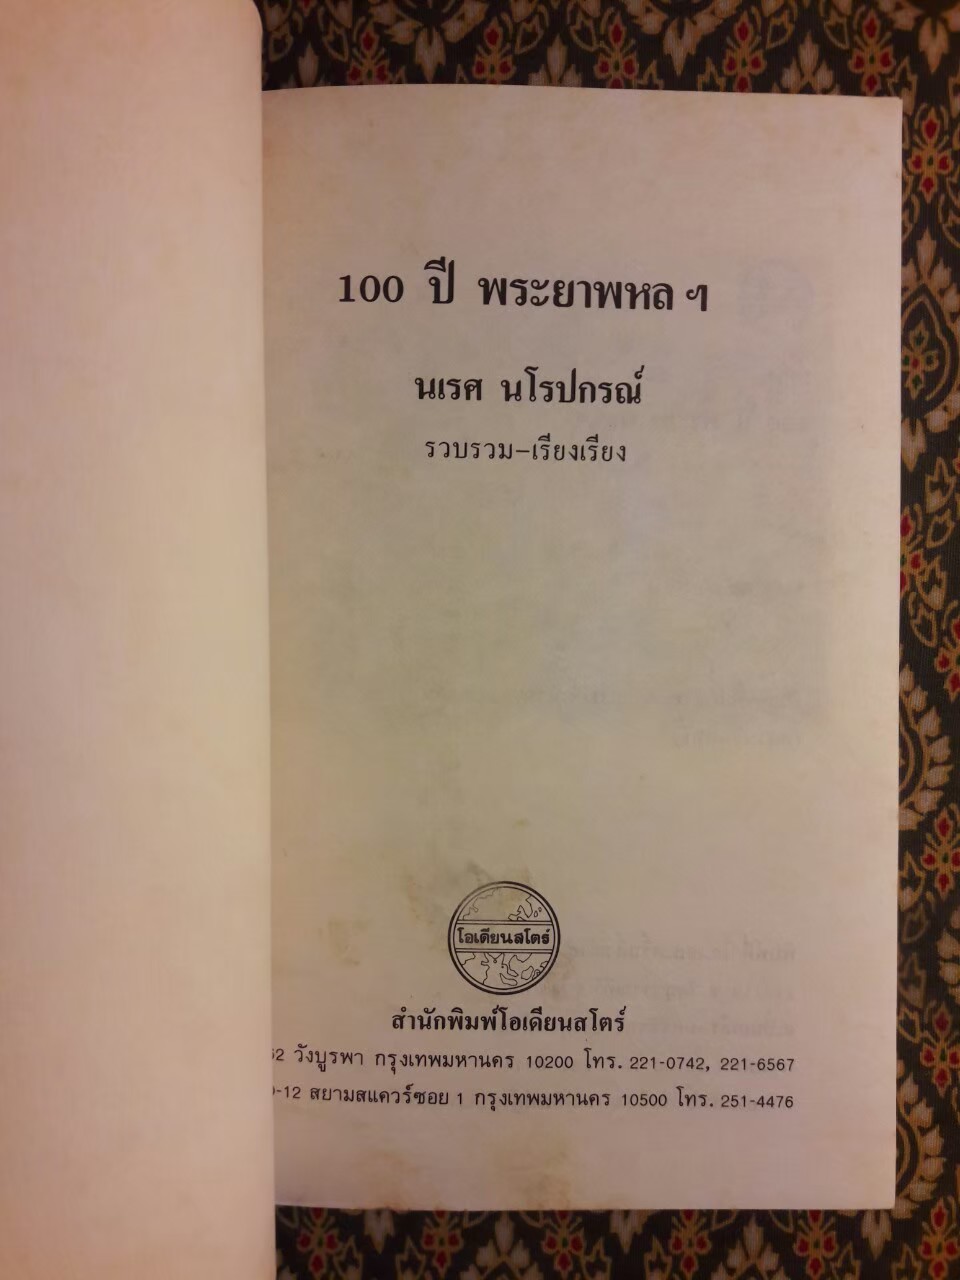 100 ปี พระยาพหล ฯ
นเรศ นโรปกรณ์
รวบรวม-เรียงเรียง
โอเดียนสโตร์
สำนักพิมพ์โอเดียนสโตร์
62 วังบูรพา กรุงเทพมหานคร 10200 โทร. 221-0742, 221-6567
-12 สยามสแควร์ซอย 1 กรุงเทพมหานคร 10500 โทร. 251-4476